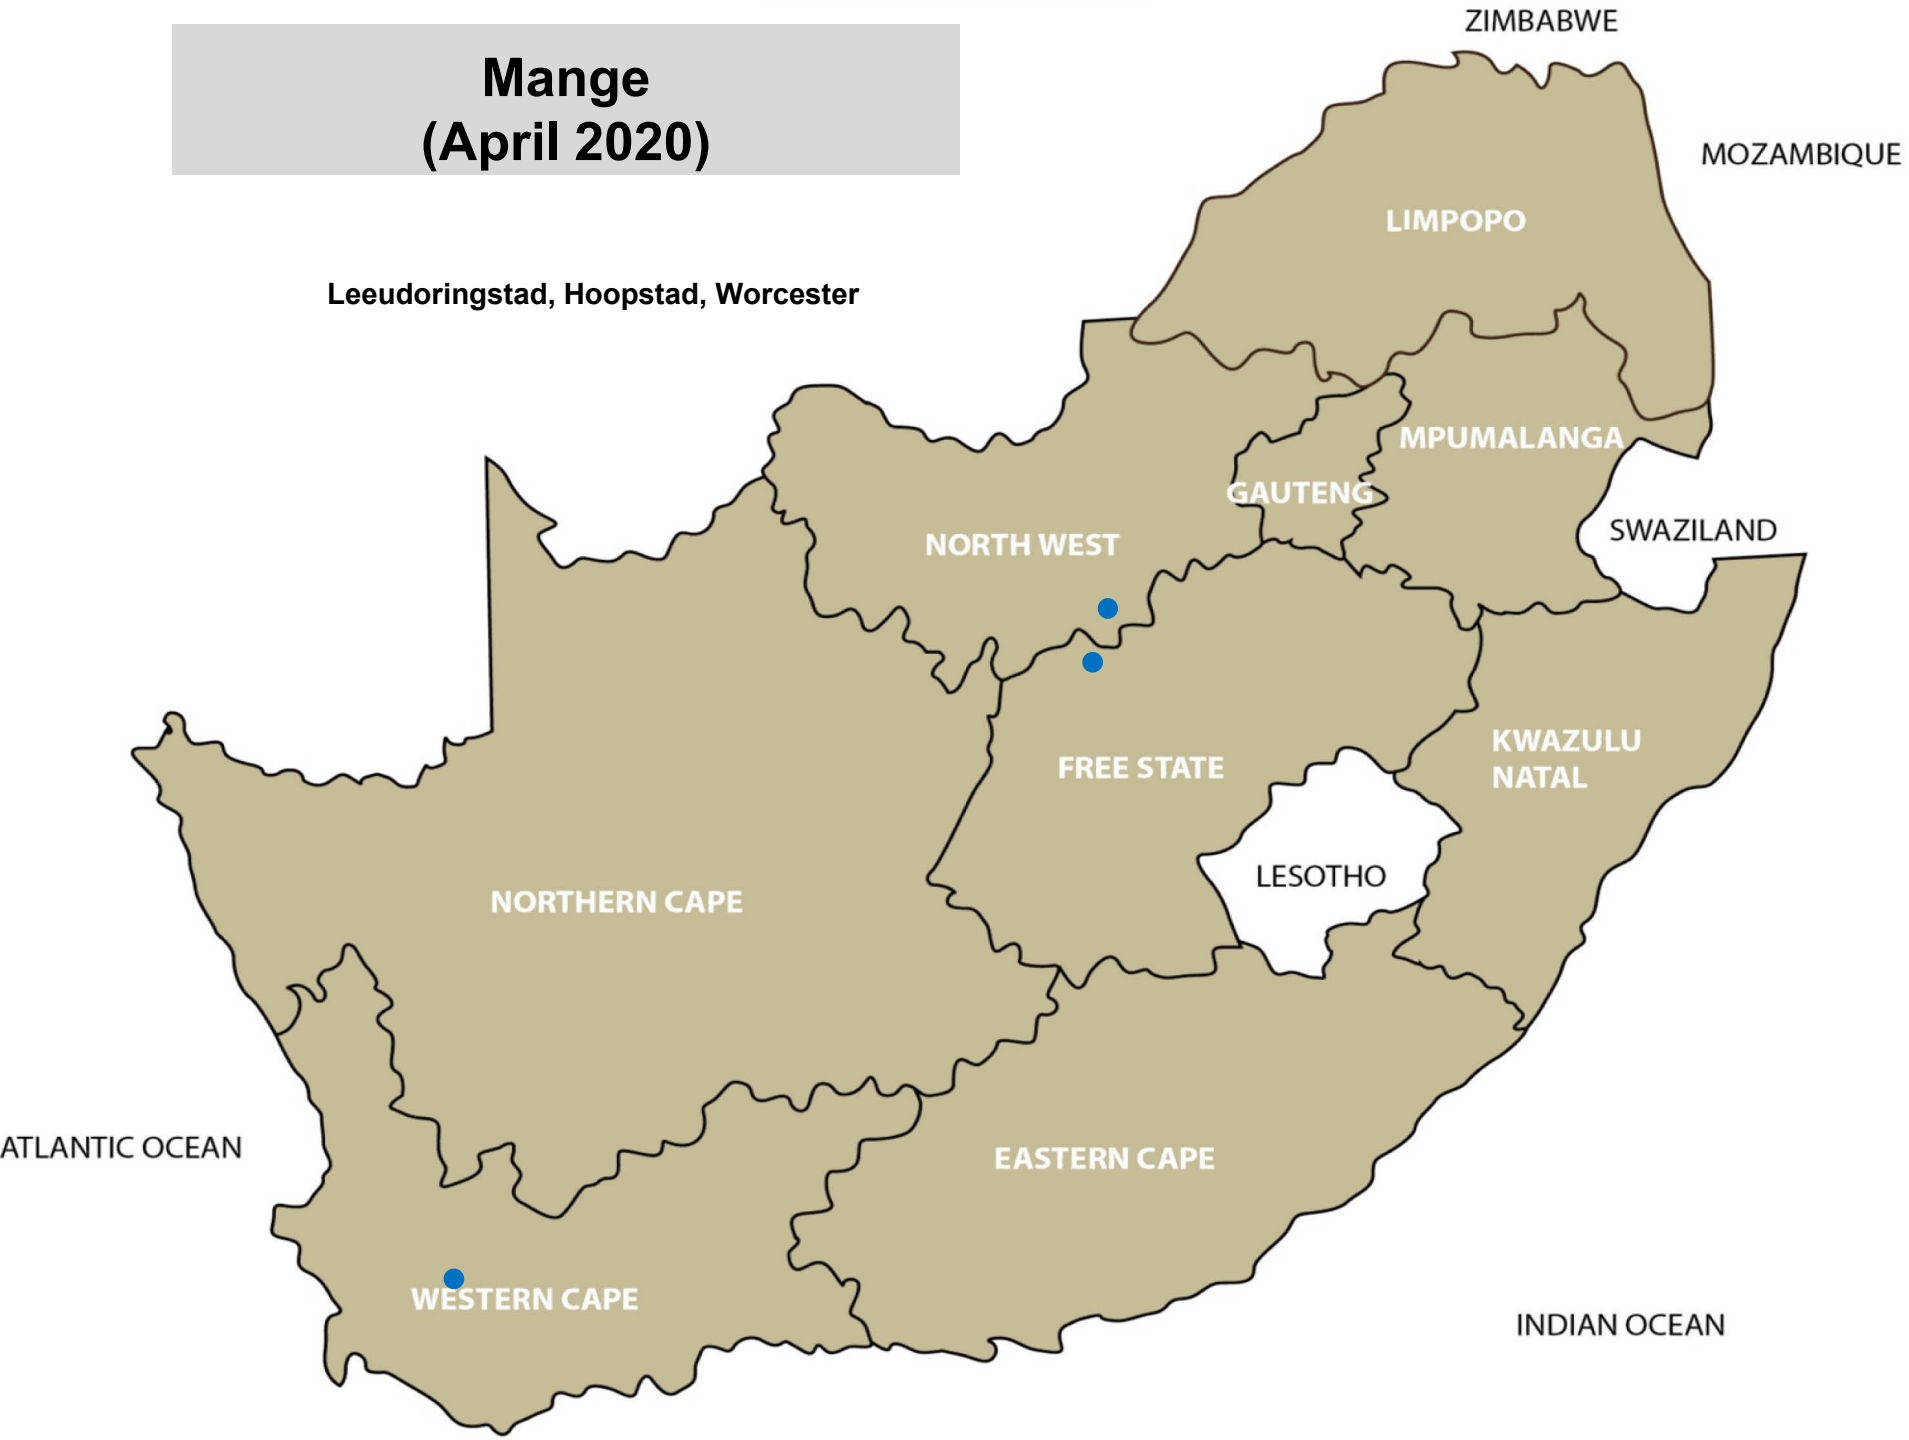 Mange
(April 2020)
Leeudoringstad, Hoopstad, Worcester
ZIMBABWE
MOZAMBIQUE
LIMPOPO
MPUMALANGA
GAUTENG
SWAZILAND
NORTH WEST
KWAZULU
NATAL
FREE STATE
LESOTHO
NORTHERN CAPE
ATLANTIC OCEAN
EASTERN CAPE
WESTERN CAPE
INDIAN OCEAN